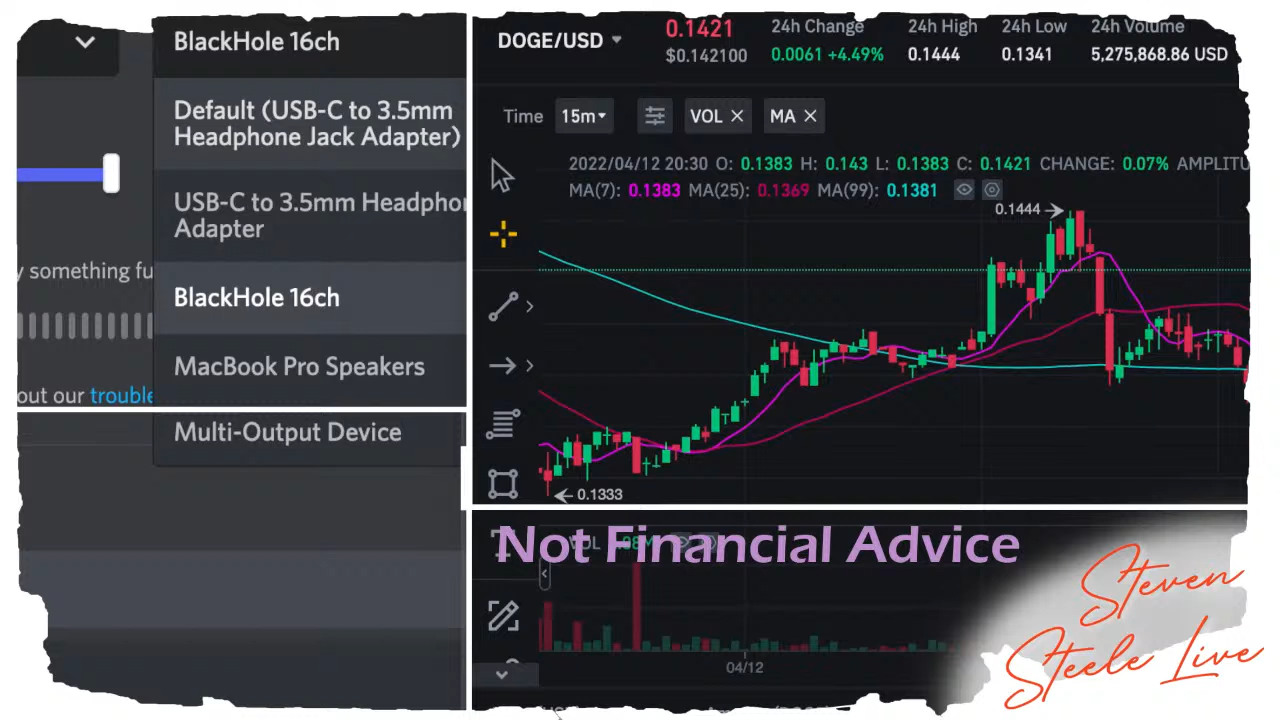 BlackHole 16ch
Default (USB-C to 3.5mm
Headphone Jack Adapter)
USB-C to 3.5mm Headphor
Adapter
y something fu
BlackHole 16ch
MacBook Pro Speakers
out our trouble
Multi-Output Device
DOGE/USD
0.1421
$0.142100
24h Change
0.0061 +4.49%
24h High
0.1444
24h Low
0.1341
24h Volume
5,275,868.86 USD
Time 15m VOL MA
2022/04/12 20:30 O: 0.1383 H: 0.143 L: 0.1383 C: 0.1421 CHANGE: 0.07% AMPLITU
MA(7): 0.1383 MA(25): 0.1369 MA(99): 0.1381
0.1444
0.1333
Not Financial Advice
04/12
Steven
Steele Live